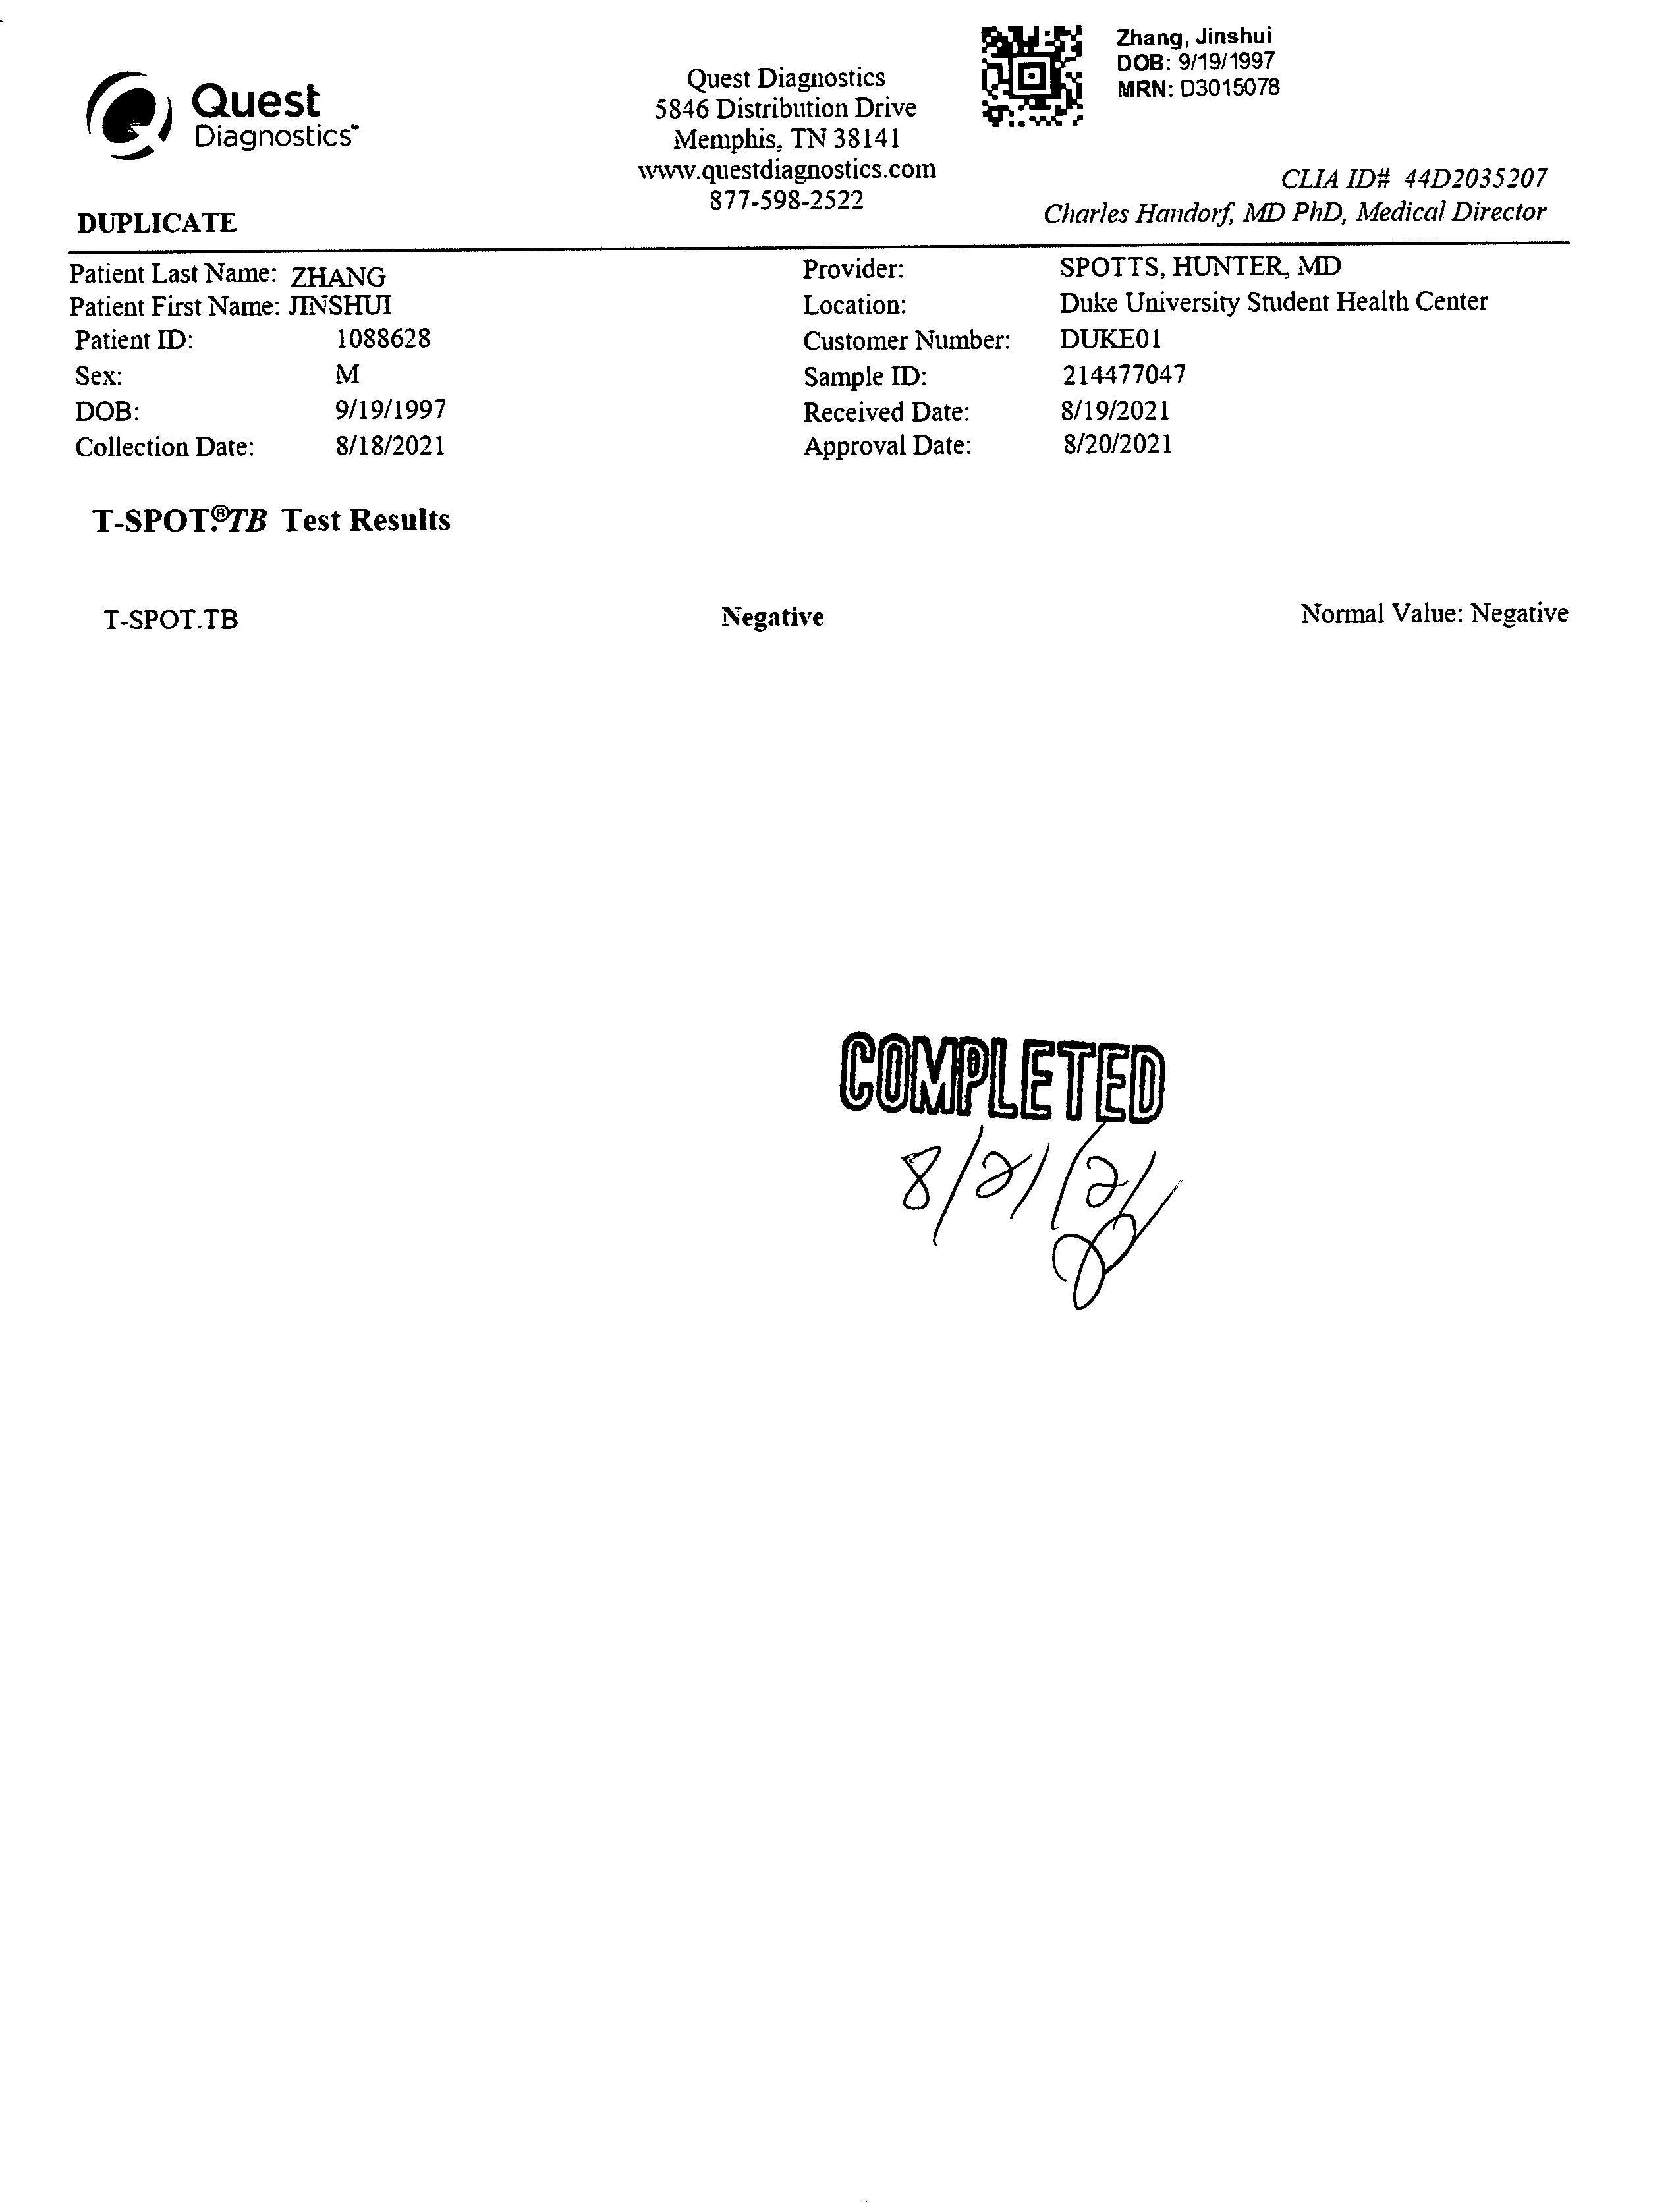 Quest
Diagnostics™
Quest Diagnostics
5846 Distribution Drive
Memphis, TN 38141
www.questdiagnostics.com
877-598-2522
Zhang, Jinshui
DOB: 9/19/1997
MRN: D3015078
CLIA ID# 44D2035207
Charles Handorf, MD PhD, Medical Director
DUPLICATE
Patient Last Name: ZHANG
Patient First Name: JINSHUI
Patient ID: 1088628
Sex: M
DOB: 9/19/1997
Collection Date: 8/18/2021
Provider: SPOTTS, HUNTER, MD
Location: Duke University Student Health Center
Customer Number: DUKE01
Sample ID: 214477047
Received Date: 8/19/2021
Approval Date: 8/20/2021
T-SPOT®.TB Test Results
T-SPOT.TB Negative Normal Value: Negative
COMPLETED
8/21/21